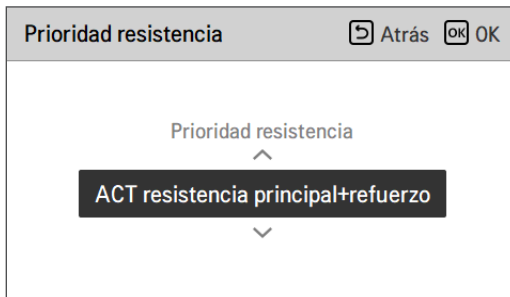 Prioridad resistencia Atrás OK OK
Prioridad resistencia
ACT resistencia principal+refuerzo